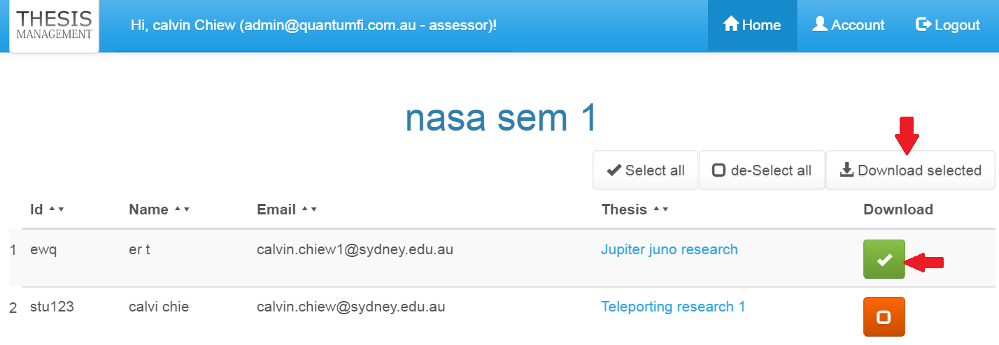 THESIS
MANAGEMENT
Hi, calvin Chiew (admin@quantumfi.com.au - assessor)!
Home
Account
Logout
nasa sem 1
Select all
de-Select all
Download selected
Id Name Email Thesis Download
1 ewq er t calvin.chiew1@sydney.edu.au Jupiter juno research
2 stu123 calvi chie calvin.chiew@sydney.edu.au Teleporting research 1